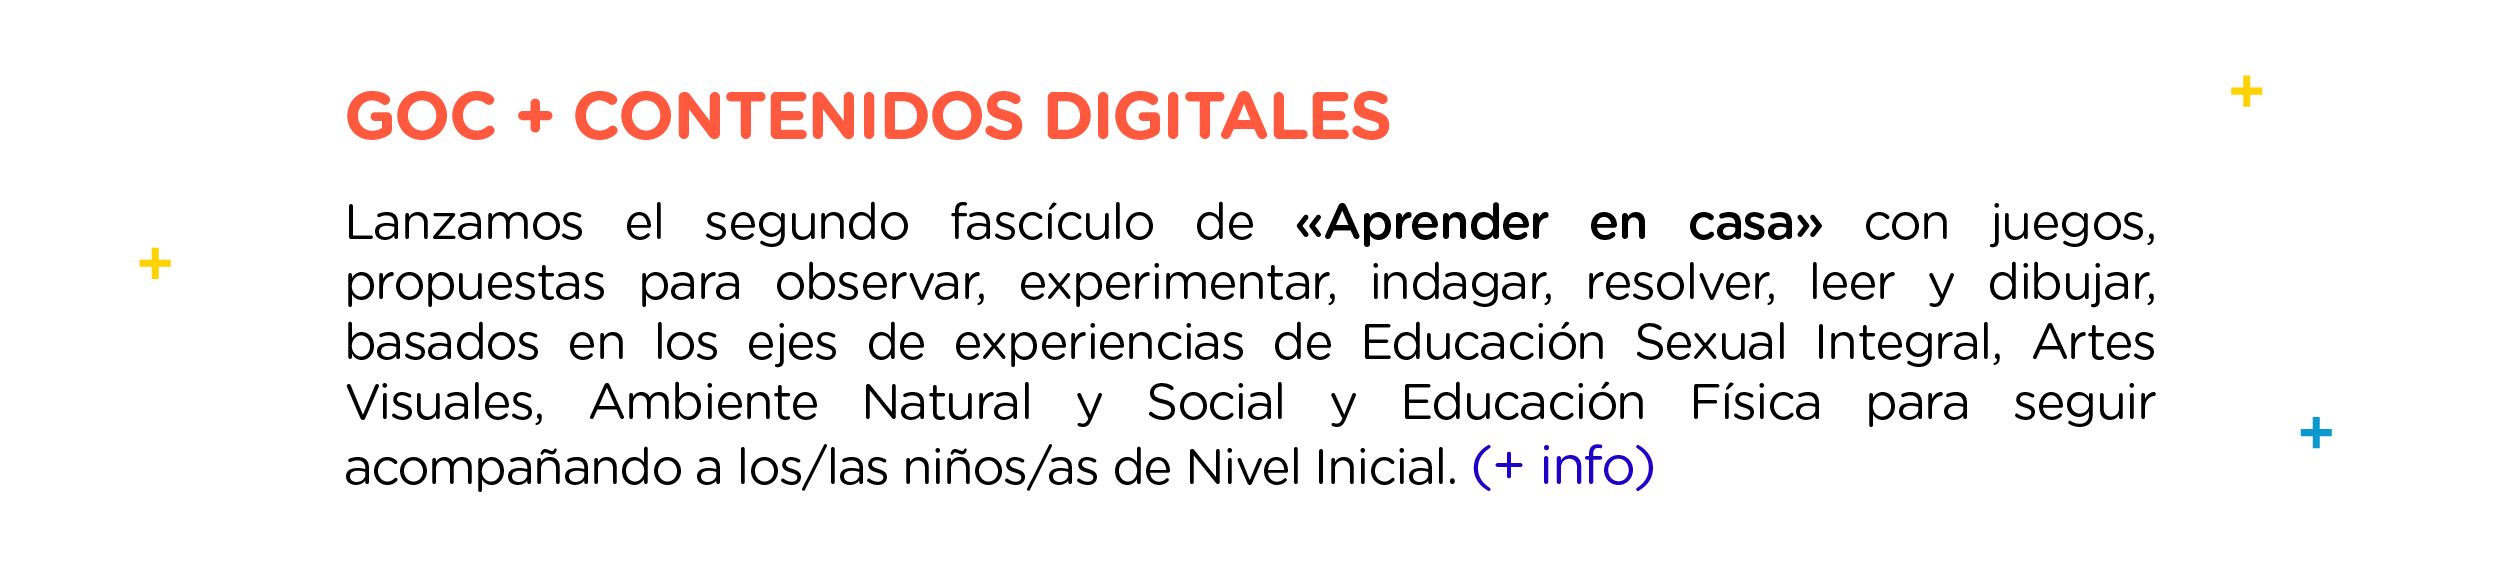 GOC + CONTENIDOS DIGITALES
Lanzamos el segundo fascículo de «Aprender en casa» con juegos,
propuestas para observar, experimentar, indagar, resolver, leer y dibujar,
basados en los ejes de experiencias de Educación Sexual Integral, Artes
Visuales, Ambiente Natural y Social y Educación Física para seguir
acompañando a los/las niños/as de Nivel Inicial. (+ info)